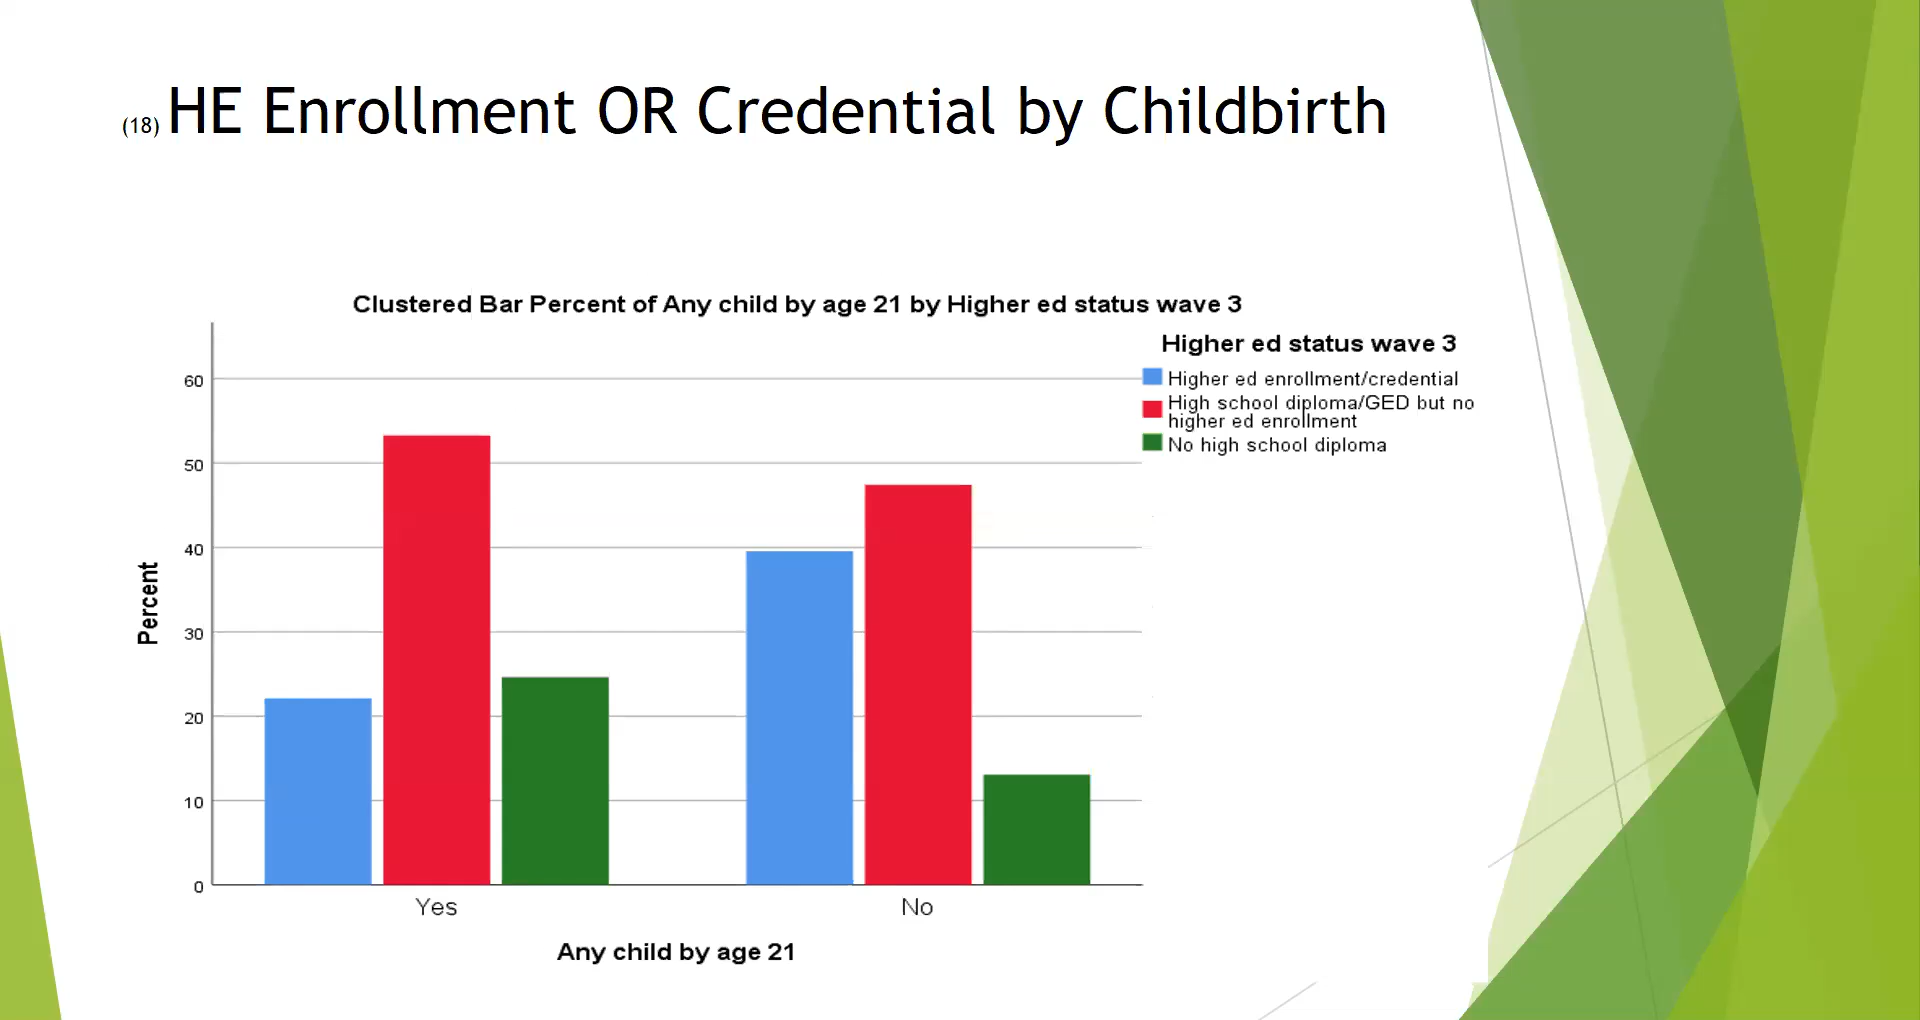 (18) HE Enrollment OR Credential by Childbirth
Clustered Bar Percent of Any child by age 21 by Higher ed status wave 3
Higher ed status wave 3
Higher ed enrollment/credential
High school diploma/GED but no
higher ed enrollment
No high school diploma
60
50
40
30
20
10
0
Percent
Yes
No
Any child by age 21